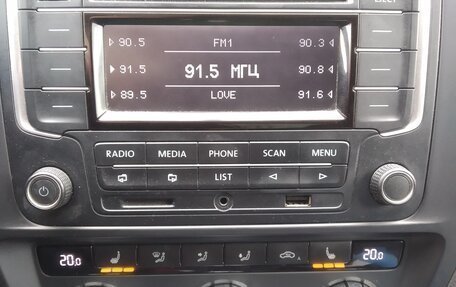 EJECT
90.5 FM1 90.3
91.5 91.5 МГЦ 90.8
89.5 LOVE 91.6
RADIO MEDIA PHONE SCAN MENU
LIST
20.0 20.0
A